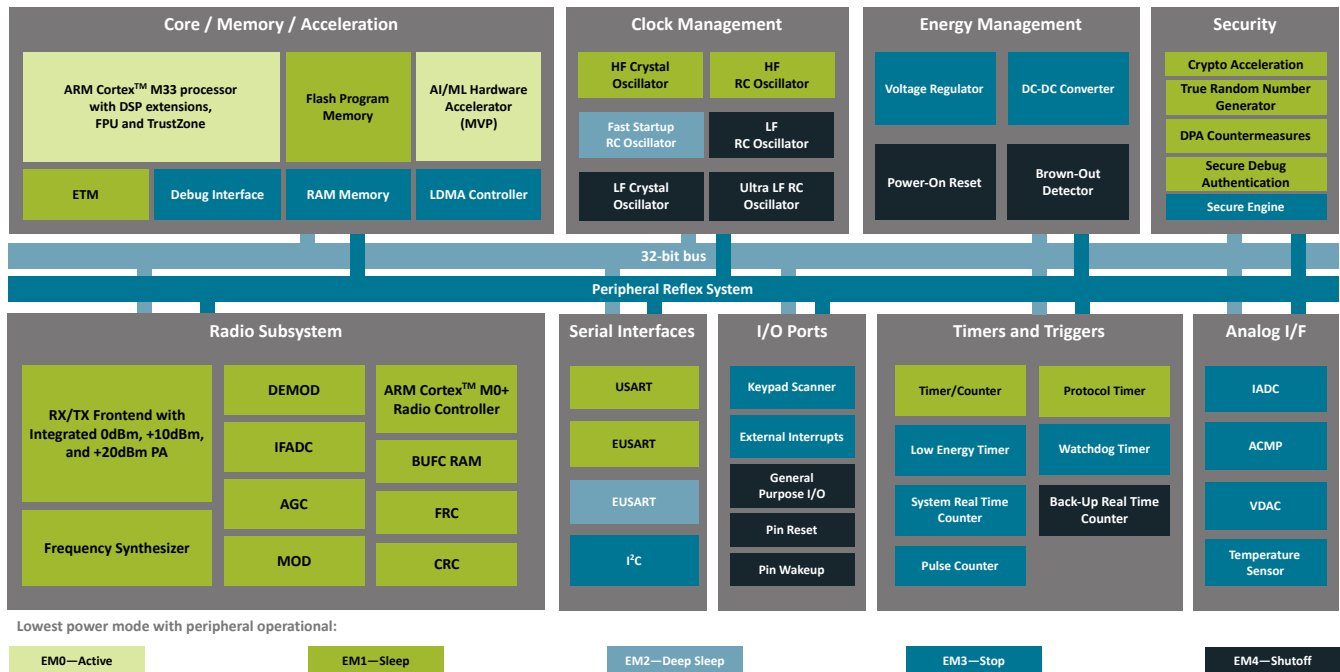 Core / Memory / Acceleration
ARM Cortex™ M33 processor
with DSP extensions,
FPU and TrustZone
Flash Program
Memory
AI/ML Hardware
Accelerator
(MVP)
ETM
Debug Interface
RAM Memory
LDMA Controller
Clock Management
HF Crystal
Oscillator
HF
RC Oscillator
Fast Startup
RC Oscillator
LF
RC Oscillator
LF Crystal
Oscillator
Ultra LF RC
Oscillator
Energy Management
Voltage Regulator
DC-DC Converter
Power-On Reset
Brown-Out
Detector
Security
Crypto Acceleration
True Random Number
Generator
DPA Countermeasures
Secure Debug
Authentication
Secure Engine
32-bit bus
Peripheral Reflex System
Radio Subsystem
RX/TX Frontend with
Integrated 0dBm, +10dBm,
and +20dBm PA
Frequency Synthesizer
DEMOD
IFADC
AGC
MOD
ARM Cortex™ M0+
Radio Controller
BUFC RAM
FRC
CRC
Serial Interfaces
USART
EUSART
EUSART
I²C
I/O Ports
Keypad Scanner
External Interrupts
General
Purpose I/O
Pin Reset
Pin Wakeup
Timers and Triggers
Timer/Counter
Protocol Timer
Low Energy Timer
Watchdog Timer
System Real Time
Counter
Back-Up Real Time
Counter
Pulse Counter
Analog I/F
IADC
ACMP
VDAC
Temperature
Sensor
Lowest power mode with peripheral operational:
EM0—Active
EM1—Sleep
EM2—Deep Sleep
EM3—Stop
EM4—Shutoff